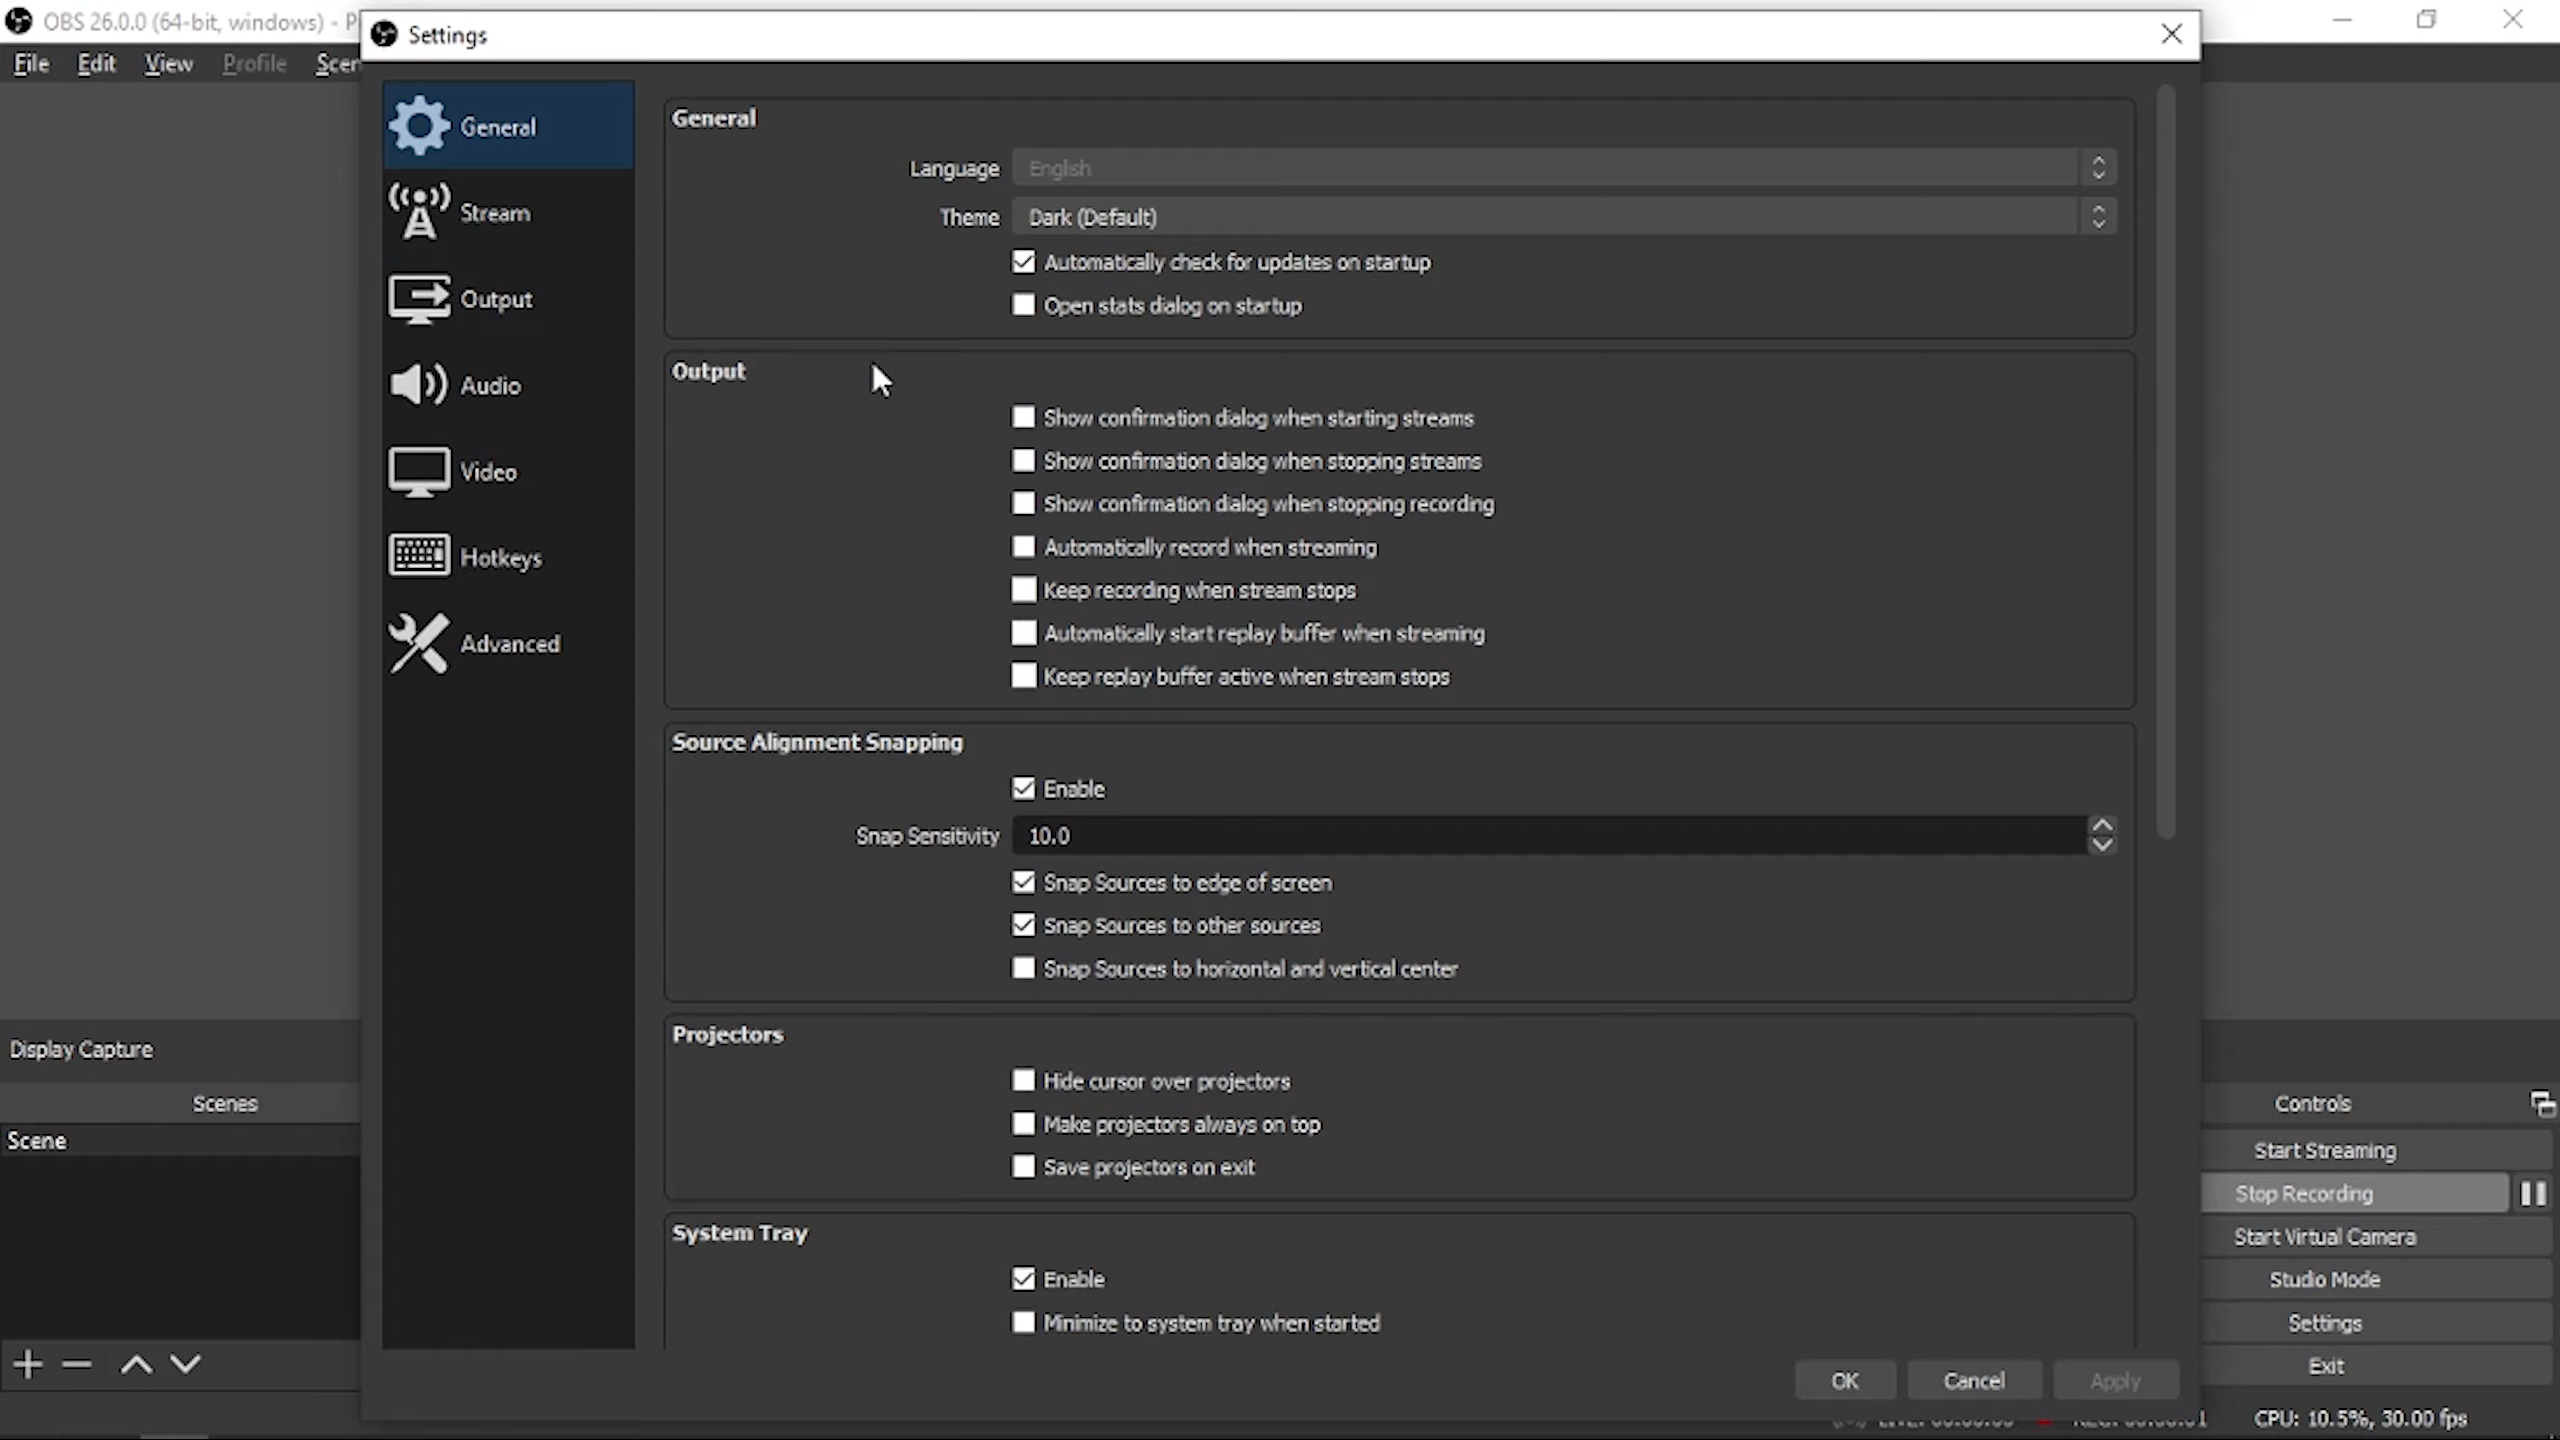 OBS 26.0.0 (64-bit, windows) - P
Settings
File Edit View Profile Scen
General
Stream
Output
Audio
Video
Hotkeys
Advanced
General
Language English
Theme Dark (Default)
Automatically check for updates on startup
Open stats dialog on startup
Output
Show confirmation dialog when starting streams
Show confirmation dialog when stopping streams
Show confirmation dialog when stopping recording
Automatically record when streaming
Keep recording when stream stops
Automatically start replay buffer when streaming
Keep replay buffer active when stream stops
Source Alignment Snapping
Enable
Snap Sensitivity 10.0
Snap Sources to edge of screen
Snap Sources to other sources
Snap Sources to horizontal and vertical center
Projectors
Hide cursor over projectors
Make projectors always on top
Save projectors on exit
System Tray
Enable
Minimize to system tray when started
OK Cancel Apply
Display Capture
Scenes
Scene
Controls
Start Streaming
Stop Recording
Start Virtual Camera
Studio Mode
Settings
Exit
CPU: 10.5%, 30.00 fps